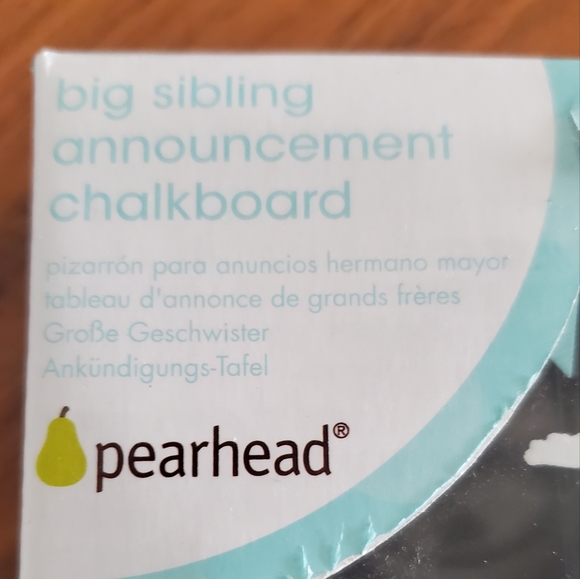 big sibling
announcement
chalkboard
pizarrón para anuncios hermano mayor
tableau d'annonce de grands frères
Große Geschwister
Ankündigungs-Tafel
pearhead®